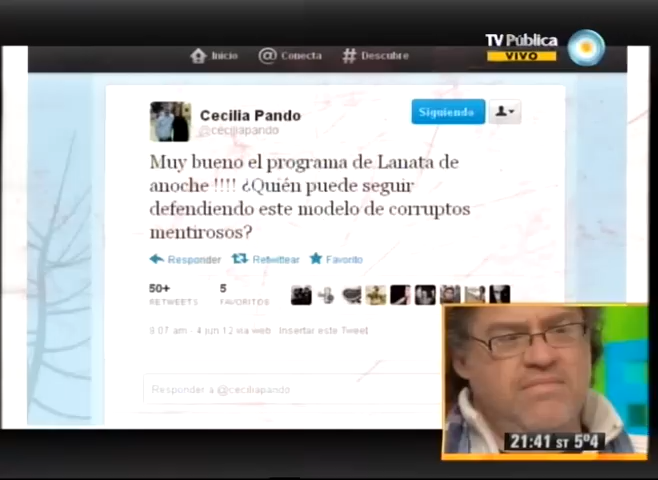 TV Pública
VIVO
Inicio @ Conecta # Descubre
Cecilia Pando
@ceciliapando
Siguiendo
Muy bueno el programa de Lanata de
anoche !!!! ¿Quién puede seguir
defendiendo este modelo de corruptos
mentirosos?
Responder Retwittear Favorito
50+ 5
RETWEETS FAVORITOS
9:07 am - 4 jun 12 via web · Insertar este Tweet
Responder a @ceciliapando
21:41 ST 5º4